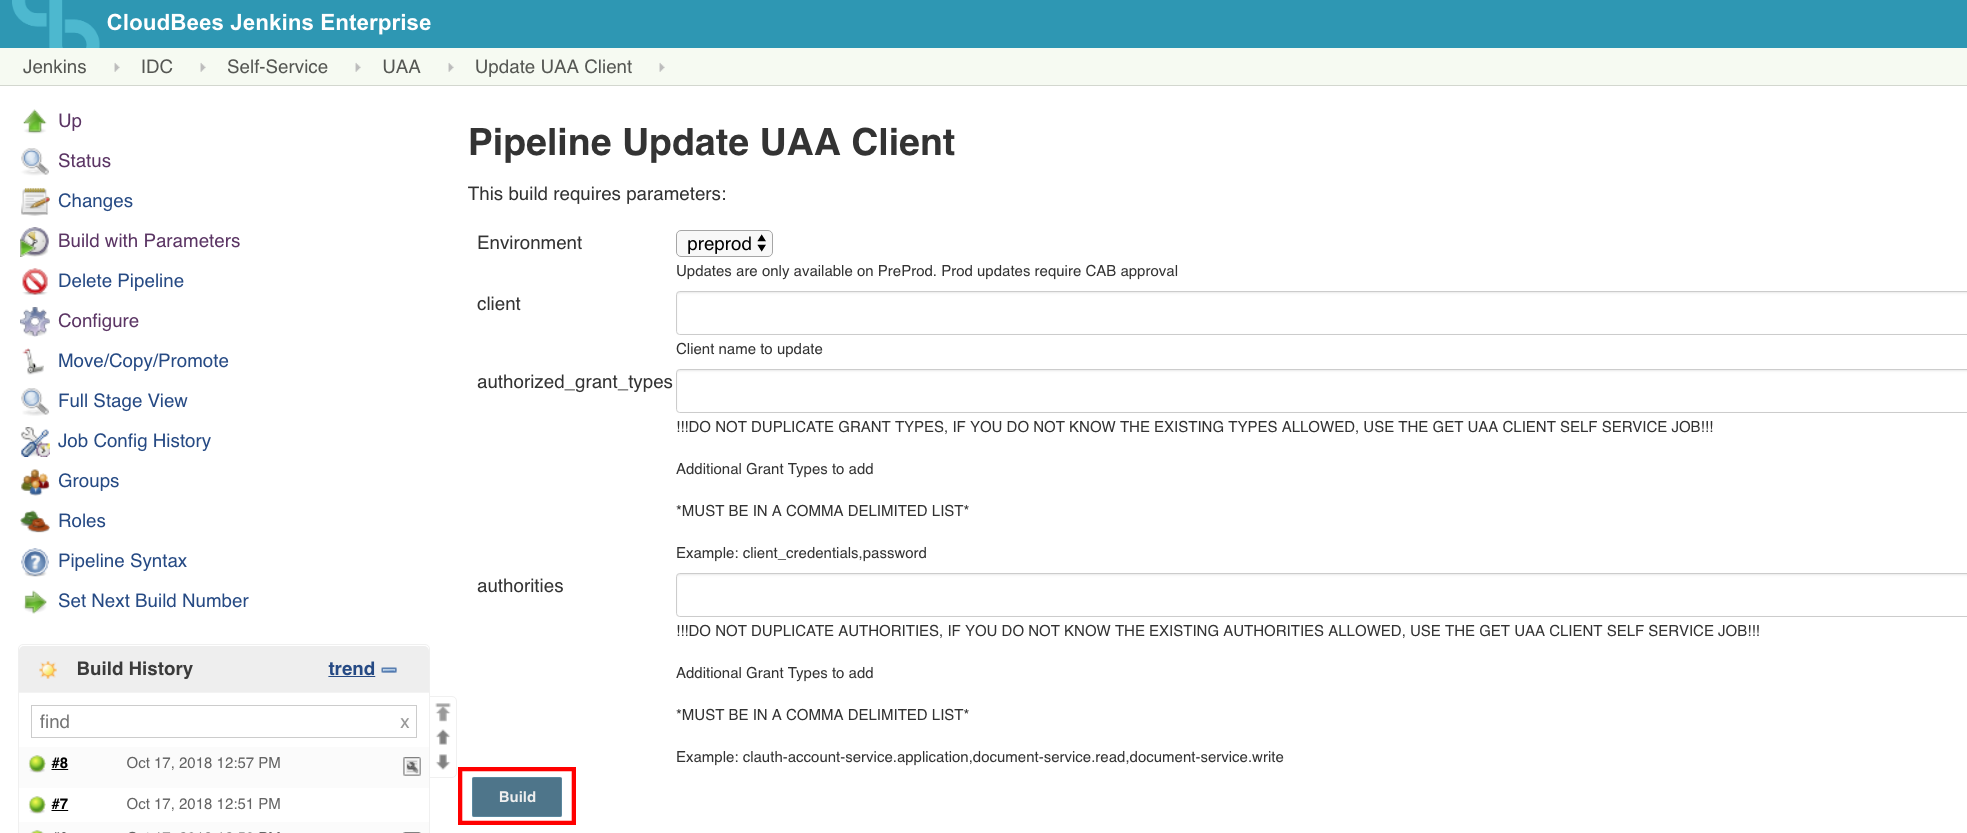 CloudBees Jenkins Enterprise
Jenkins IDC Self-Service UAA Update UAA Client
Up
Status
Changes
Build with Parameters
Delete Pipeline
Configure
Move/Copy/Promote
Full Stage View
Job Config History
Groups
Roles
Pipeline Syntax
Set Next Build Number
Build History trend
find x
#8 Oct 17, 2018 12:57 PM
#7 Oct 17, 2018 12:51 PM
Pipeline Update UAA Client
This build requires parameters:
Environment preprod
Updates are only available on PreProd. Prod updates require CAB approval
client
Client name to update
authorized_grant_types
!!!DO NOT DUPLICATE GRANT TYPES, IF YOU DO NOT KNOW THE EXISTING TYPES ALLOWED, USE THE GET UAA CLIENT SELF SERVICE JOB!!!
Additional Grant Types to add
*MUST BE IN A COMMA DELIMITED LIST*
Example: client_credentials,password
authorities
!!!DO NOT DUPLICATE AUTHORITIES, IF YOU DO NOT KNOW THE EXISTING AUTHORITIES ALLOWED, USE THE GET UAA CLIENT SELF SERVICE JOB!!!
Additional Grant Types to add
*MUST BE IN A COMMA DELIMITED LIST*
Example: clauth-account-service.application,document-service.read,document-service.write
Build